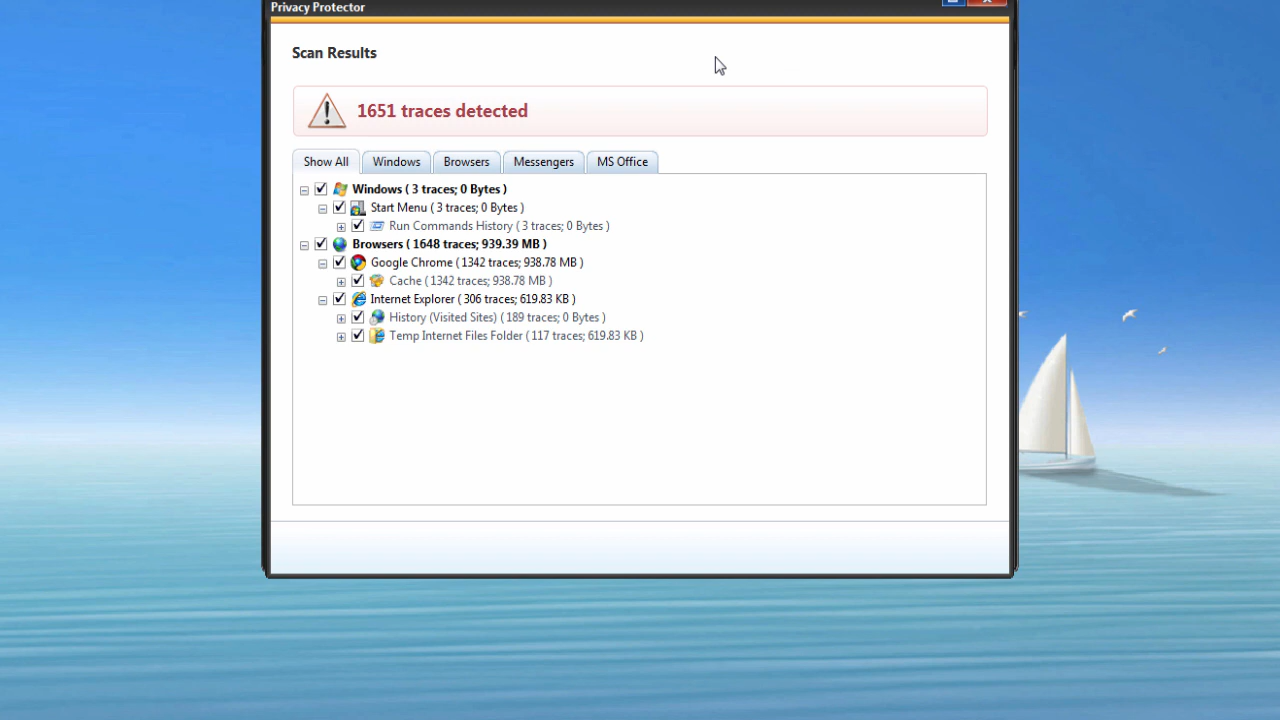 Privacy Protector
Scan Results
1651 traces detected
Show All Windows Browsers Messengers MS Office
Windows ( 3 traces; 0 Bytes )
Start Menu ( 3 traces; 0 Bytes )
Run Commands History ( 3 traces; 0 Bytes )
Browsers ( 1648 traces; 939.39 MB )
Google Chrome ( 1342 traces; 938.78 MB )
Cache ( 1342 traces; 938.78 MB )
Internet Explorer ( 306 traces; 619.83 KB )
History (Visited Sites) ( 189 traces; 0 Bytes )
Temp Internet Files Folder ( 117 traces; 619.83 KB )